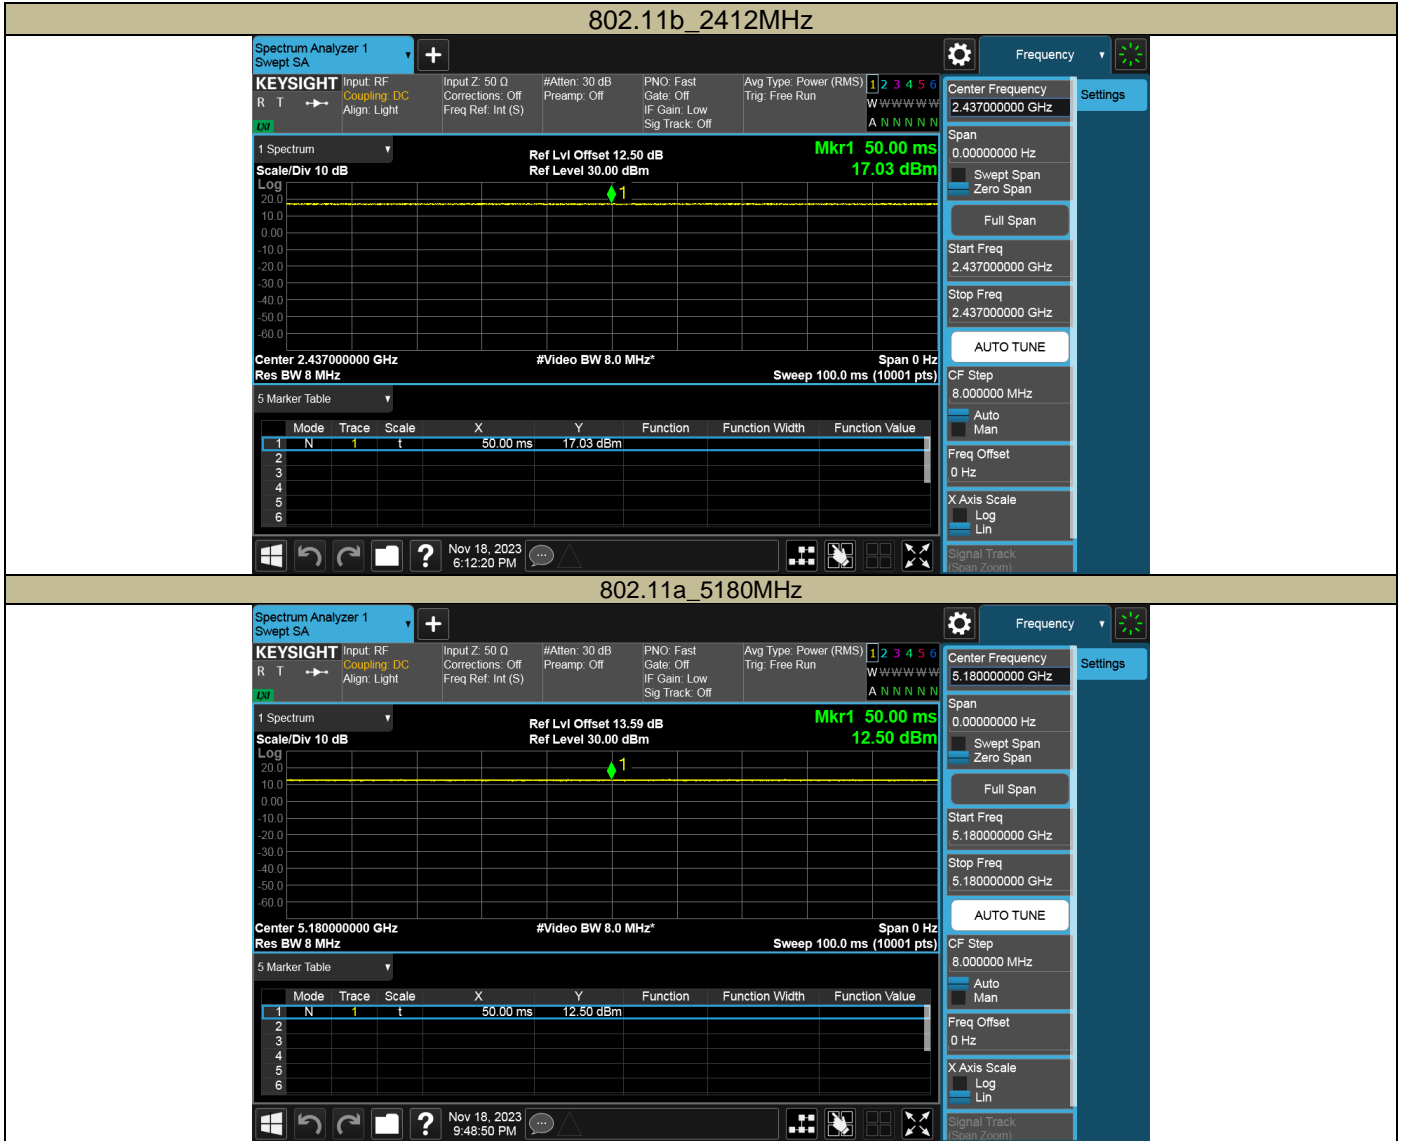 802.11b_2412MHz
Spectrum Analyzer 1
Swept SA
+
Frequency
KEYSIGHT
R T
LXI
Input: RF
Coupling: DC
Align: Light
Input Z: 50 Ω
Corrections: Off
Freq Ref: Int (S)
#Atten: 30 dB
Preamp: Off
PNO: Fast
Gate: Off
IF Gain: Low
Sig Track: Off
Avg Type: Power (RMS)
Trig: Free Run
1 2 3 4 5 6
W W W W W W
A N N N N N
Center Frequency
2.437000000 GHz
Settings
Span
0.00000000 Hz
Swept Span
Zero Span
Full Span
Start Freq
2.437000000 GHz
Stop Freq
2.437000000 GHz
AUTO TUNE
CF Step
8.000000 MHz
Auto
Man
Freq Offset
0 Hz
X Axis Scale
Log
Lin
Signal Track
(Span Zoom)
1 Spectrum
Scale/Div 10 dB
Ref Lvl Offset 12.50 dB
Ref Level 30.00 dBm
Mkr1 50.00 ms
17.03 dBm
Log
1
20.0
10.0
0.00
-10.0
-20.0
-30.0
-40.0
-50.0
-60.0
Center 2.437000000 GHz #Video BW 8.0 MHz* Span 0 Hz
Res BW 8 MHz Sweep 100.0 ms (10001 pts)
5 Marker Table
Mode Trace Scale X Y Function Function Width Function Value
1 N 1 t 50.00 ms 17.03 dBm
2
3
4
5
6
? Nov 18, 2023
6:12:20 PM
802.11a_5180MHz
Spectrum Analyzer 1
Swept SA
+
Frequency
KEYSIGHT
R T
LXI
Input: RF
Coupling: DC
Align: Light
Input Z: 50 Ω
Corrections: Off
Freq Ref: Int (S)
#Atten: 30 dB
Preamp: Off
PNO: Fast
Gate: Off
IF Gain: Low
Sig Track: Off
Avg Type: Power (RMS)
Trig: Free Run
1 2 3 4 5 6
W W W W W W
A N N N N N
Center Frequency
5.180000000 GHz
Settings
Span
0.00000000 Hz
Swept Span
Zero Span
Full Span
Start Freq
5.180000000 GHz
Stop Freq
5.180000000 GHz
AUTO TUNE
CF Step
8.000000 MHz
Auto
Man
Freq Offset
0 Hz
X Axis Scale
Log
Lin
Signal Track
(Span Zoom)
1 Spectrum
Scale/Div 10 dB
Ref Lvl Offset 13.59 dB
Ref Level 30.00 dBm
Mkr1 50.00 ms
12.50 dBm
Log
1
20.0
10.0
0.00
-10.0
-20.0
-30.0
-40.0
-50.0
-60.0
Center 5.180000000 GHz #Video BW 8.0 MHz* Span 0 Hz
Res BW 8 MHz Sweep 100.0 ms (10001 pts)
5 Marker Table
Mode Trace Scale X Y Function Function Width Function Value
1 N 1 t 50.00 ms 12.50 dBm
2
3
4
5
6
? Nov 18, 2023
9:48:50 PM